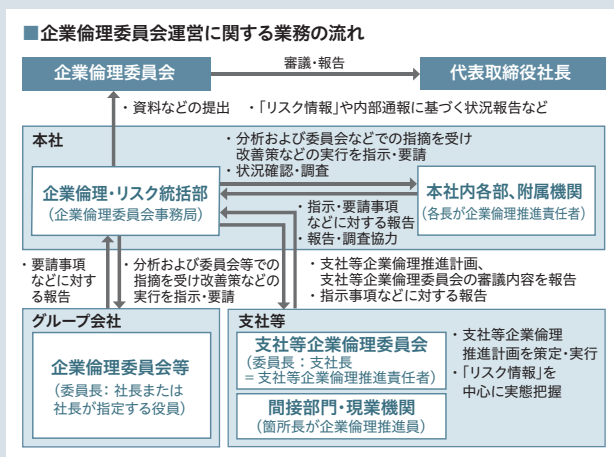 ■企業倫理委員会運営に関する業務の流れ
企業倫理委員会
審議・報告
代表取締役社長
・資料などの提出 ・「リスク情報」や内部通報に基づく状況報告など
本社
・分析および委員会などでの指摘を受け
改善策などの実行を指示・要請
・状況確認・調査
企業倫理・リスク統括部
(企業倫理委員会事務局)
本社内各部、附属機関
(各長が企業倫理推進責任者)
・指示・要請事項
などに対する報告
・報告・調査協力
・要請事項
などに対す
る報告
・分析および委員会等での
指摘を受け改善策などの
実行を指示・要請
・支社等企業倫理推進計画、
支社等企業倫理委員会の審議内容を報告
・指示事項などに対する報告
グループ会社
企業倫理委員会等
(委員長：社長または
社長が指定する役員)
支社等
支社等企業倫理委員会
(委員長：支社長
＝支社等企業倫理推進責任者)
間接部門・現業機関
(箇所長が企業倫理推進員)
・支社等企業倫理
推進計画を策定・実行
・「リスク情報」を
中心に実態把握